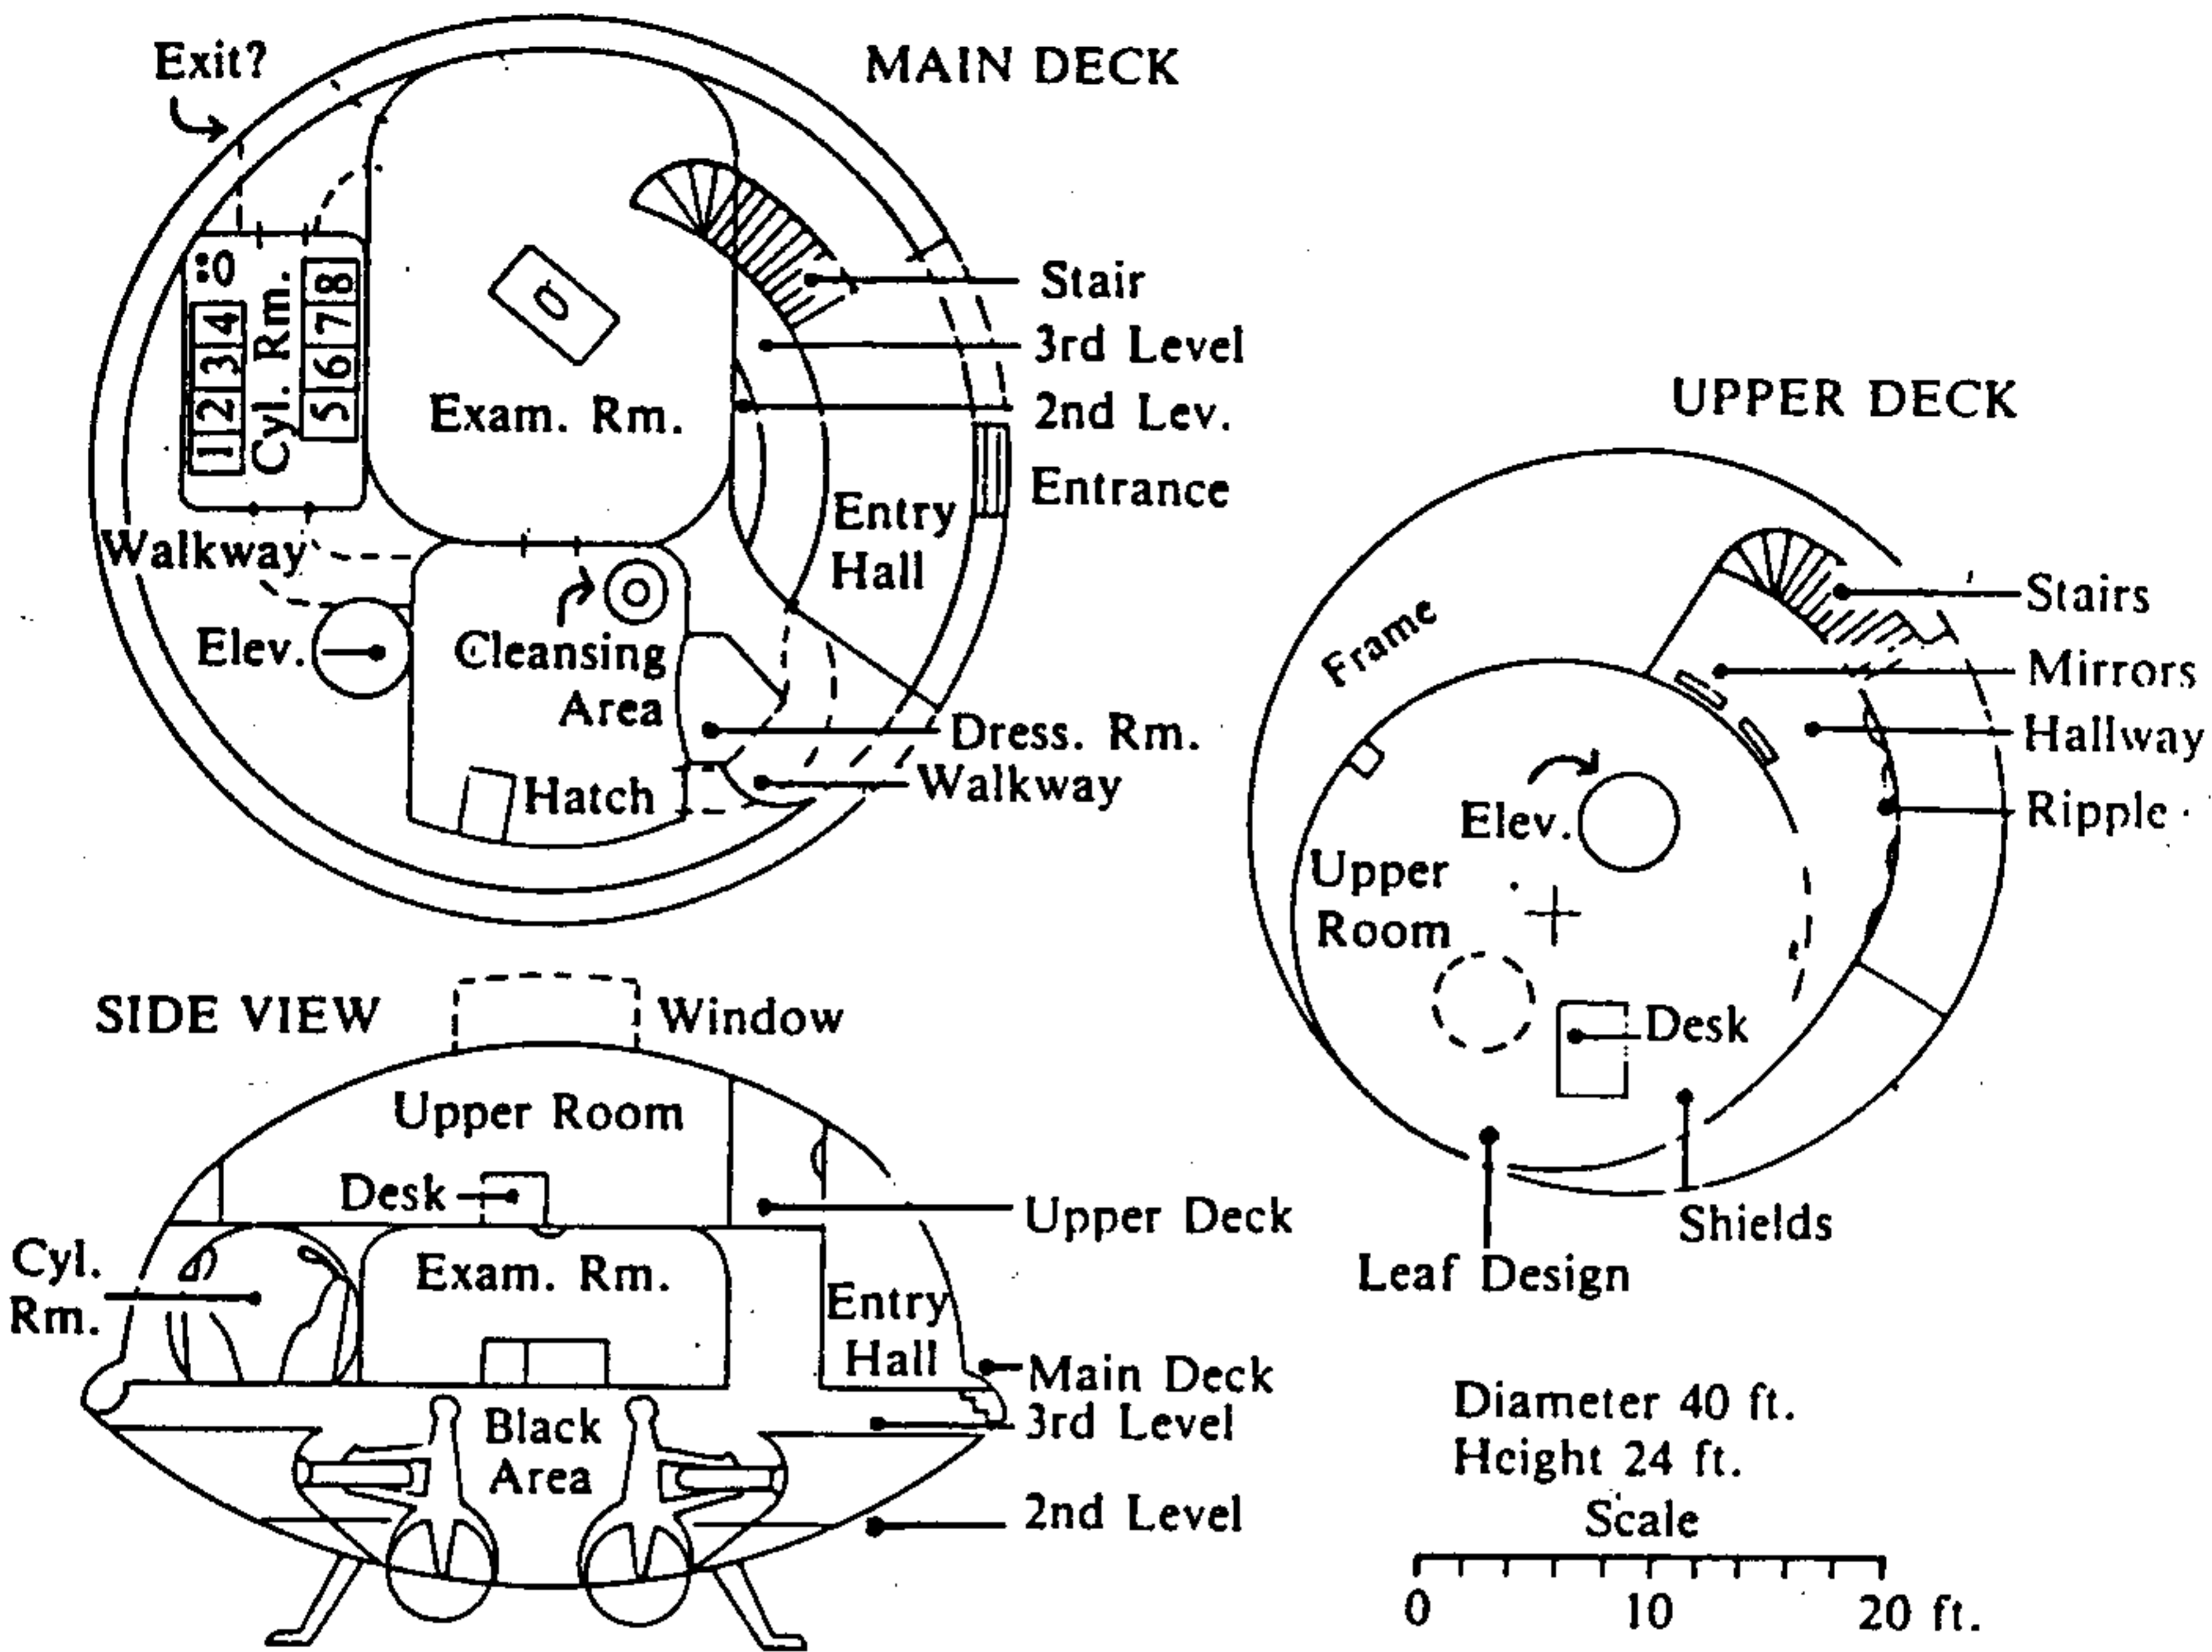 Exit?
MAIN DECK
Stair
3rd Level
2nd Lev.
Entrance
1 2 3 4
Cyl. Rm.
5 6 7 8
Exam. Rm.
Entry
Hall
Walkway
Elev.
Cleansing
Area
Dress. Rm.
Hatch
Walkway
UPPER DECK
Stairs
Frame
Mirrors
Hallway
Elev.
Ripple
Upper
Room
Desk
Shields
Leaf Design
SIDE VIEW
Window
Upper Room
Desk
Upper Deck
Cyl.
Rm.
Exam. Rm.
Entry
Hall
Main Deck
3rd Level
Black
Area
2nd Level
Diameter 40 ft.
Height 24 ft.
Scale
0 10 20 ft.